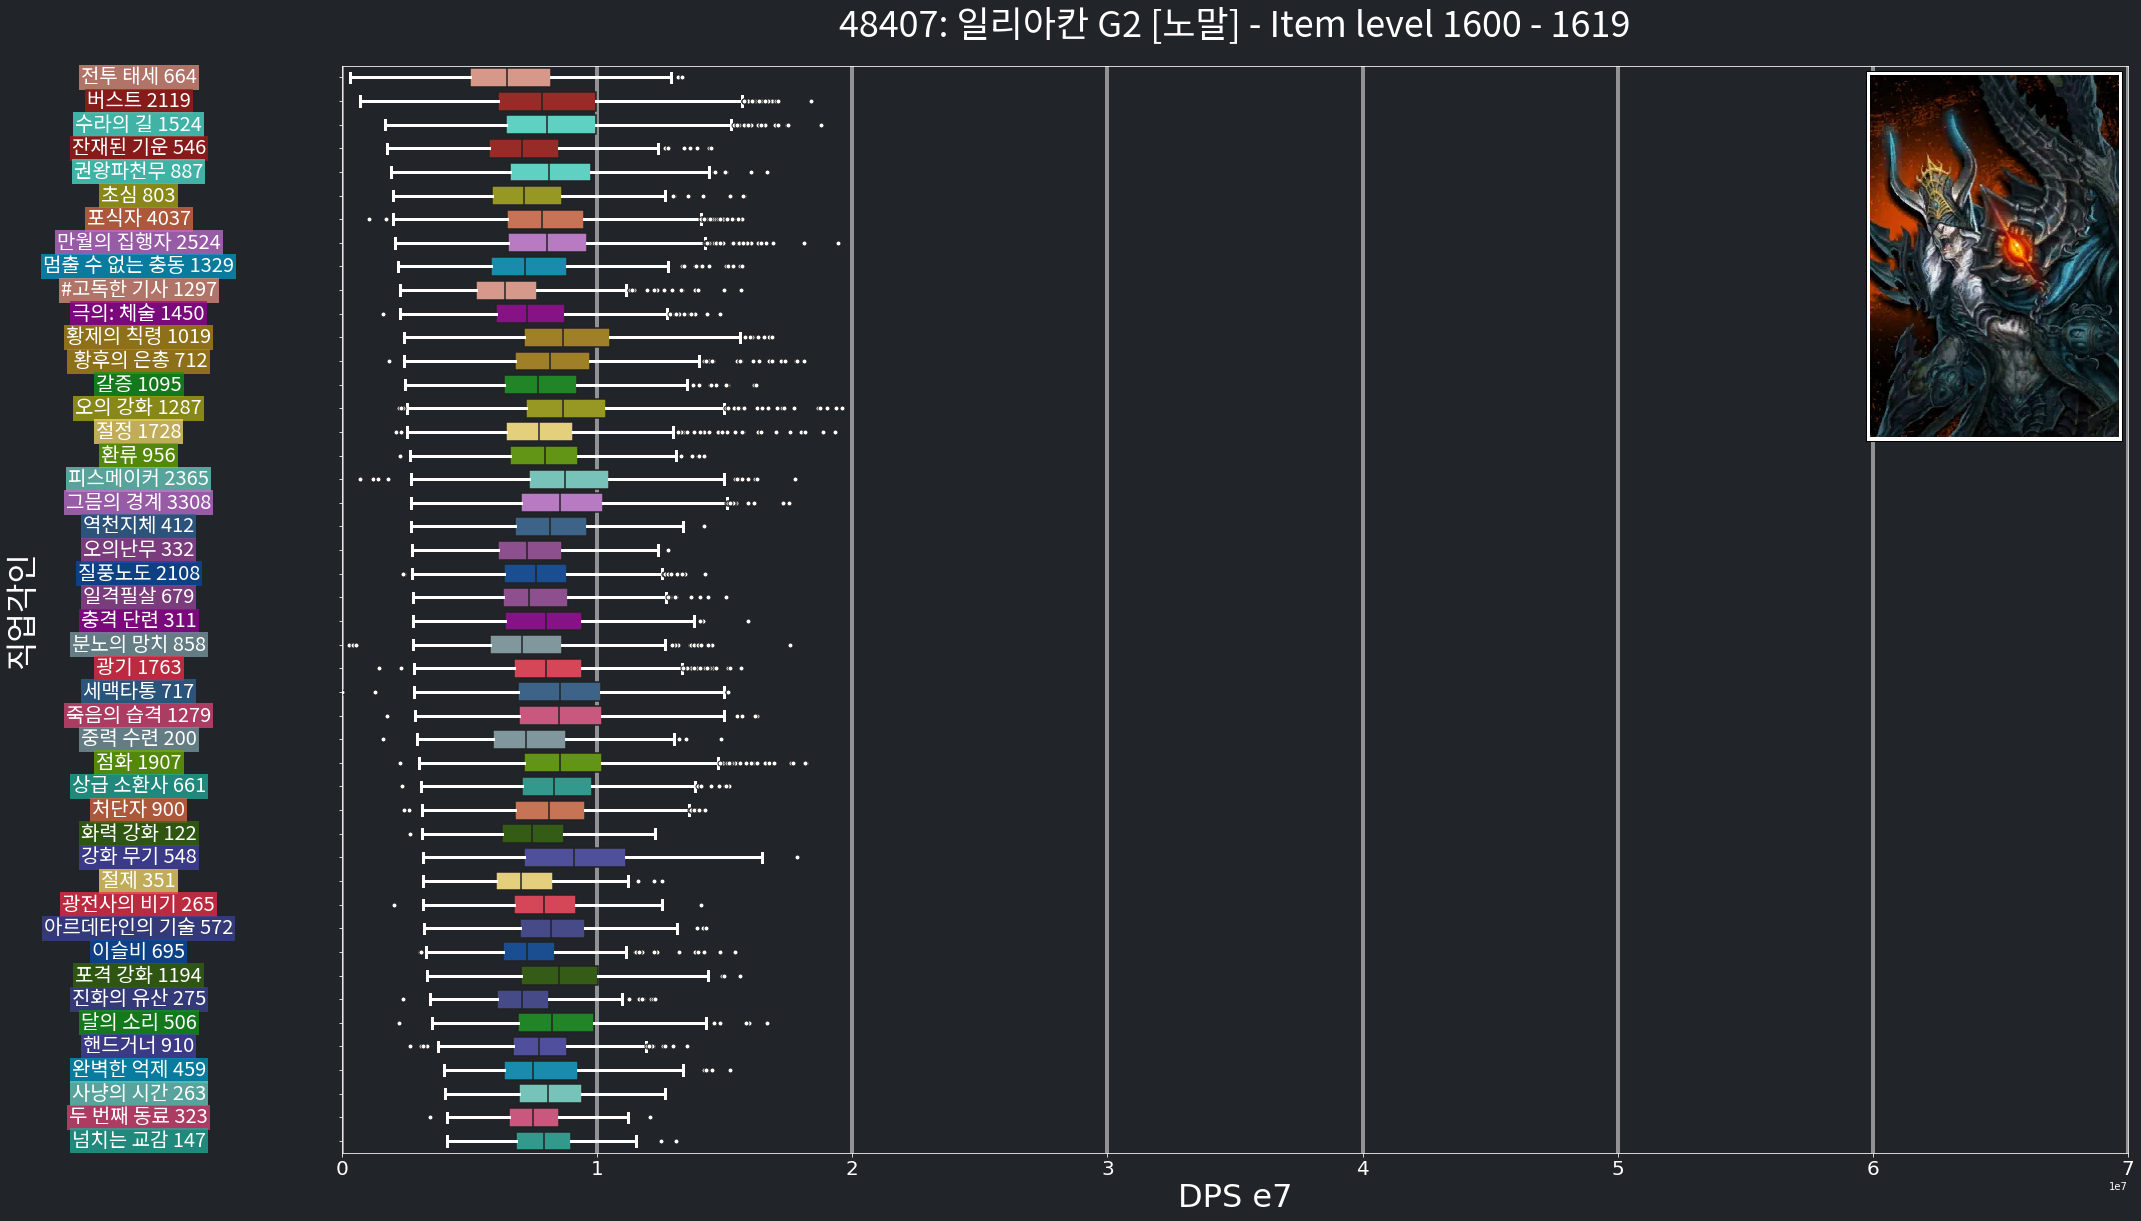 48407: 일리아칸 G2 [노말] - Item level 1600 - 1619
직업각인
전투 태세 664
버스트 2119
수라의 길 1524
잔재된 기운 546
권왕파천무 887
초심 803
포식자 4037
만월의 집행자 2524
멈출 수 없는 충동 1329
#고독한 기사 1297
극의: 체술 1450
황제의 칙령 1019
황후의 은총 712
갈증 1095
오의 강화 1287
절정 1728
환류 956
피스메이커 2365
그믐의 경계 3308
역천지체 412
오의난무 332
질풍노도 2108
일격필살 679
충격 단련 311
분노의 망치 858
광기 1763
세맥타통 717
죽음의 습격 1279
중력 수련 200
점화 1907
상급 소환사 661
처단자 900
화력 강화 122
강화 무기 548
절제 351
광전사의 비기 265
아르데타인의 기술 572
이슬비 695
포격 강화 1194
진화의 유산 275
달의 소리 506
핸드거너 910
완벽한 억제 459
사냥의 시간 263
두 번째 동료 323
넘치는 교감 147
0 1 2 3 4 5 6 7
DPS e7
1e7